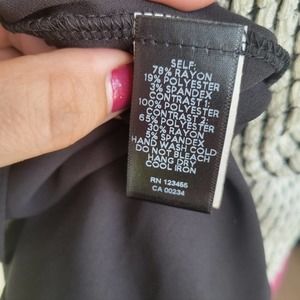 SELF:
78% RAYON
19% POLYESTER
3% SPANDEX
CONTRAST 1:
100% POLYESTER
CONTRAST 2:
65% POLYESTER
30% RAYON
5% SPANDEX
HAND WASH COLD
DO NOT BLEACH
HANG DRY
COOL IRON
RN 123455
CA 00234